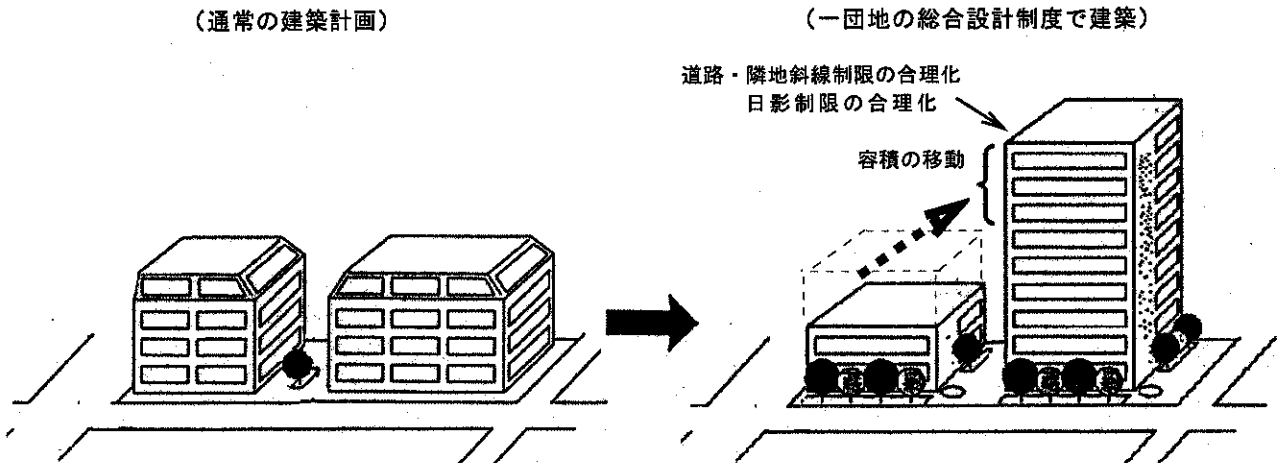 （通常の建築計画）
（一団地の総合設計制度で建築）
道路・隣地斜線制限の合理化
日影制限の合理化
容積の移動